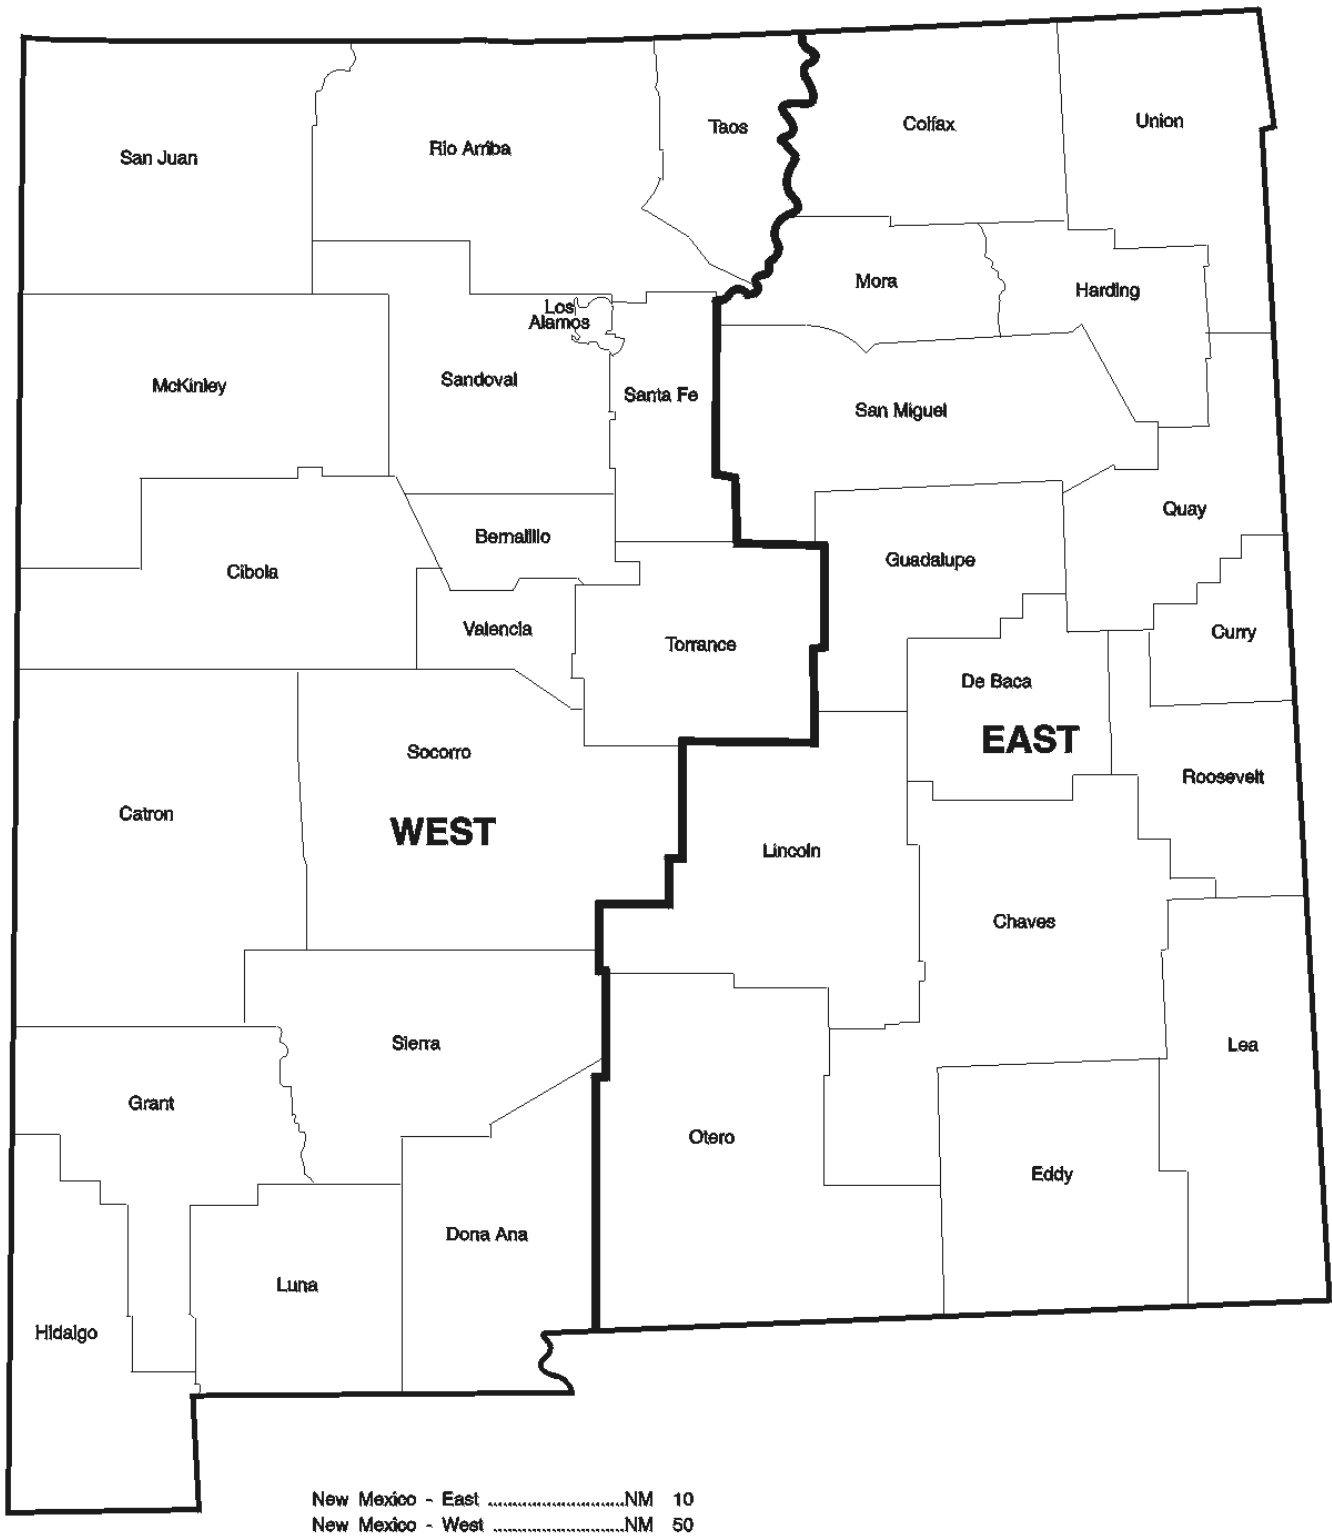 Taos
Colfax
Union
San Juan
Rio Arriba
Mora
Harding
Los
Alamos
McKinley
Sandoval
Santa Fe
San Miguel
Quay
Bernalillo
Guadalupe
Cibola
Valencia
Torrance
Curry
De Baca
EAST
Socorro
Roosevelt
Catron
WEST
Lincoln
Chaves
Sierra
Lea
Grant
Otero
Eddy
Dona Ana
Luna
Hidalgo
New Mexico - East ..........................NM 10
New Mexico - West .........................NM 50